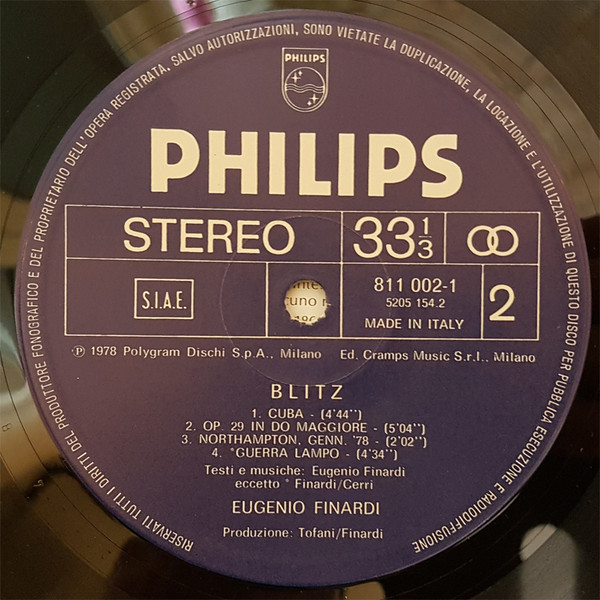 RISERVATI TUTTI I DIRITTI DEL PRODUTTORE FONOGRAFICO E DEL PROPRIETARIO DELL'OPERA REGISTRATA. SALVO AUTORIZZAZIONI, SONO VIETATE LA DUPLICAZIONE, LA LOCAZIONE E L'UTILIZZAZIONE DI QUESTO DISCO PER PUBBLICA ESECUZIONE E RADIODIFFUSIONE
PHILIPS
PHILIPS
STEREO 33 1/3
S.I.A.E.
811 002-1
5205 154.2
MADE IN ITALY
2
Ⓟ 1978 Polygram Dischi S.p.A., Milano Ed. Cramps Music S.r.l., Milano
BLITZ
1. CUBA - (4'44'')
2. OP. 29 IN DO MAGGIORE - (5'04'')
3. NORTHAMPTON, GENN. '78 - (2'02'')
4. *GUERRA LAMPO - (4'34'')
Testi e musiche: Eugenio Finardi
eccetto * Finardi/Cerri
EUGENIO FINARDI
Produzione: Tofani/Finardi